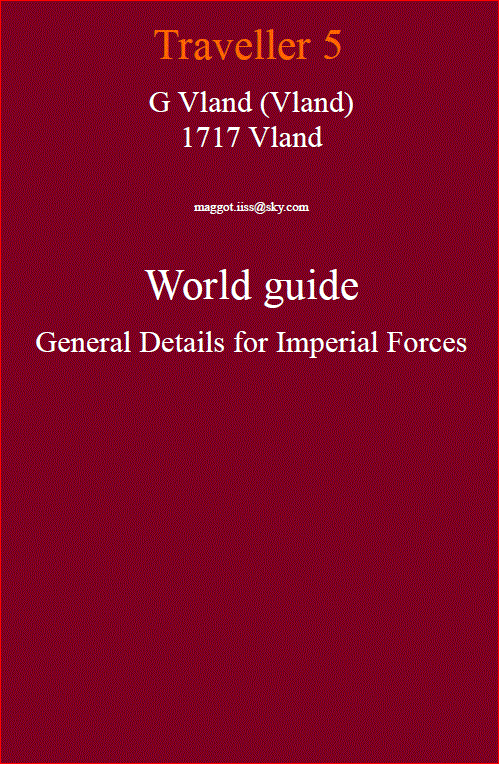 Traveller 5
G Vland (Vland)
1717 Vland
maggot.iiss@sky.com
World guide
General Details for Imperial Forces